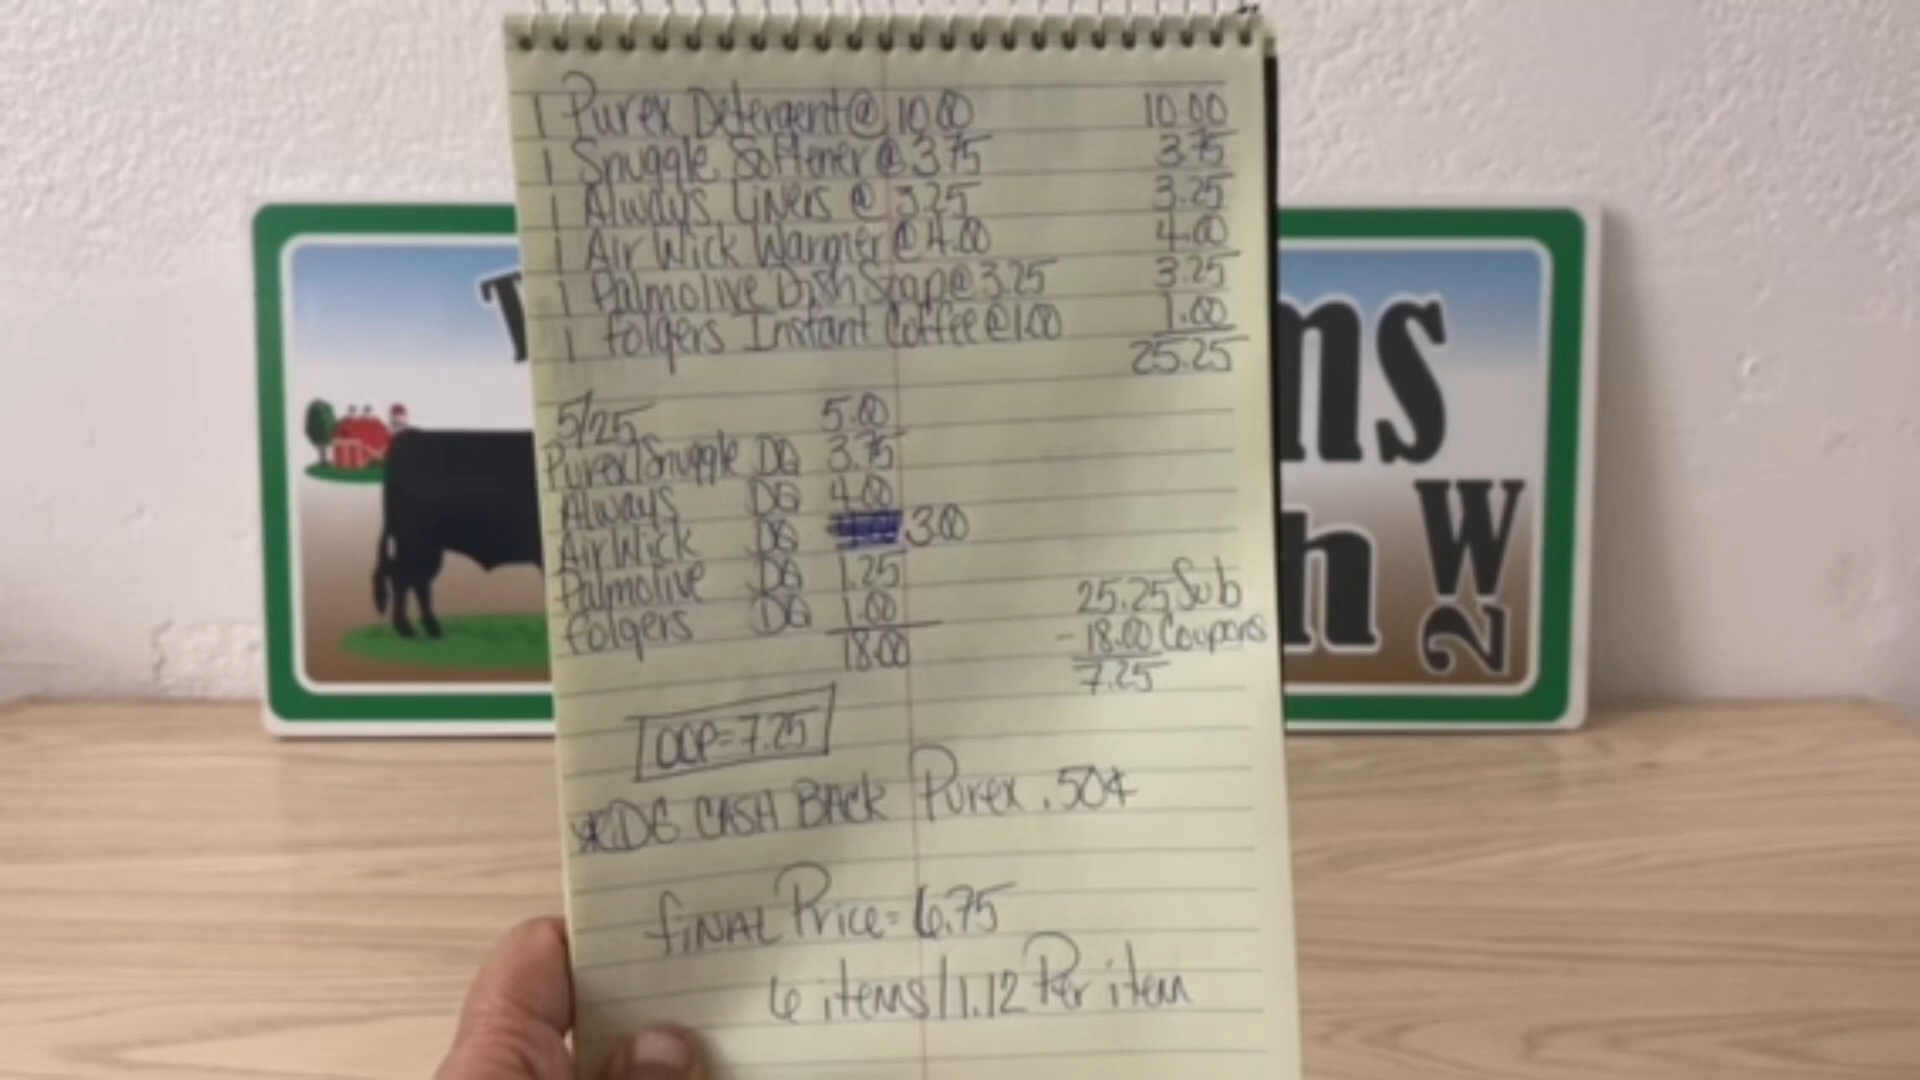 1 Purex Detergent @ 10.00 10.00
1 Snuggle Softener @ 3.75 3.75
1 Always Liners @ 3.25 3.25
1 Air Wick Warmer @ 4.00 4.00
1 Palmolive Dish Soap @ 3.25 3.25
1 Folgers Instant Coffee @ 1.00 1.00
25.25
5/25 5.00
Purex/Snuggle DG 3.75
Always DG 4.00
Air Wick DG 3.00
Palmolive DG 1.25
Folgers DG 1.00
18.00
25.25 Sub
- 18.00 Coupons
7.25
OOP = 7.25
DG CASH BACK Purex .50¢
FINAL Price = 6.75
6 items / 1.12 Per item
ms
h
W2